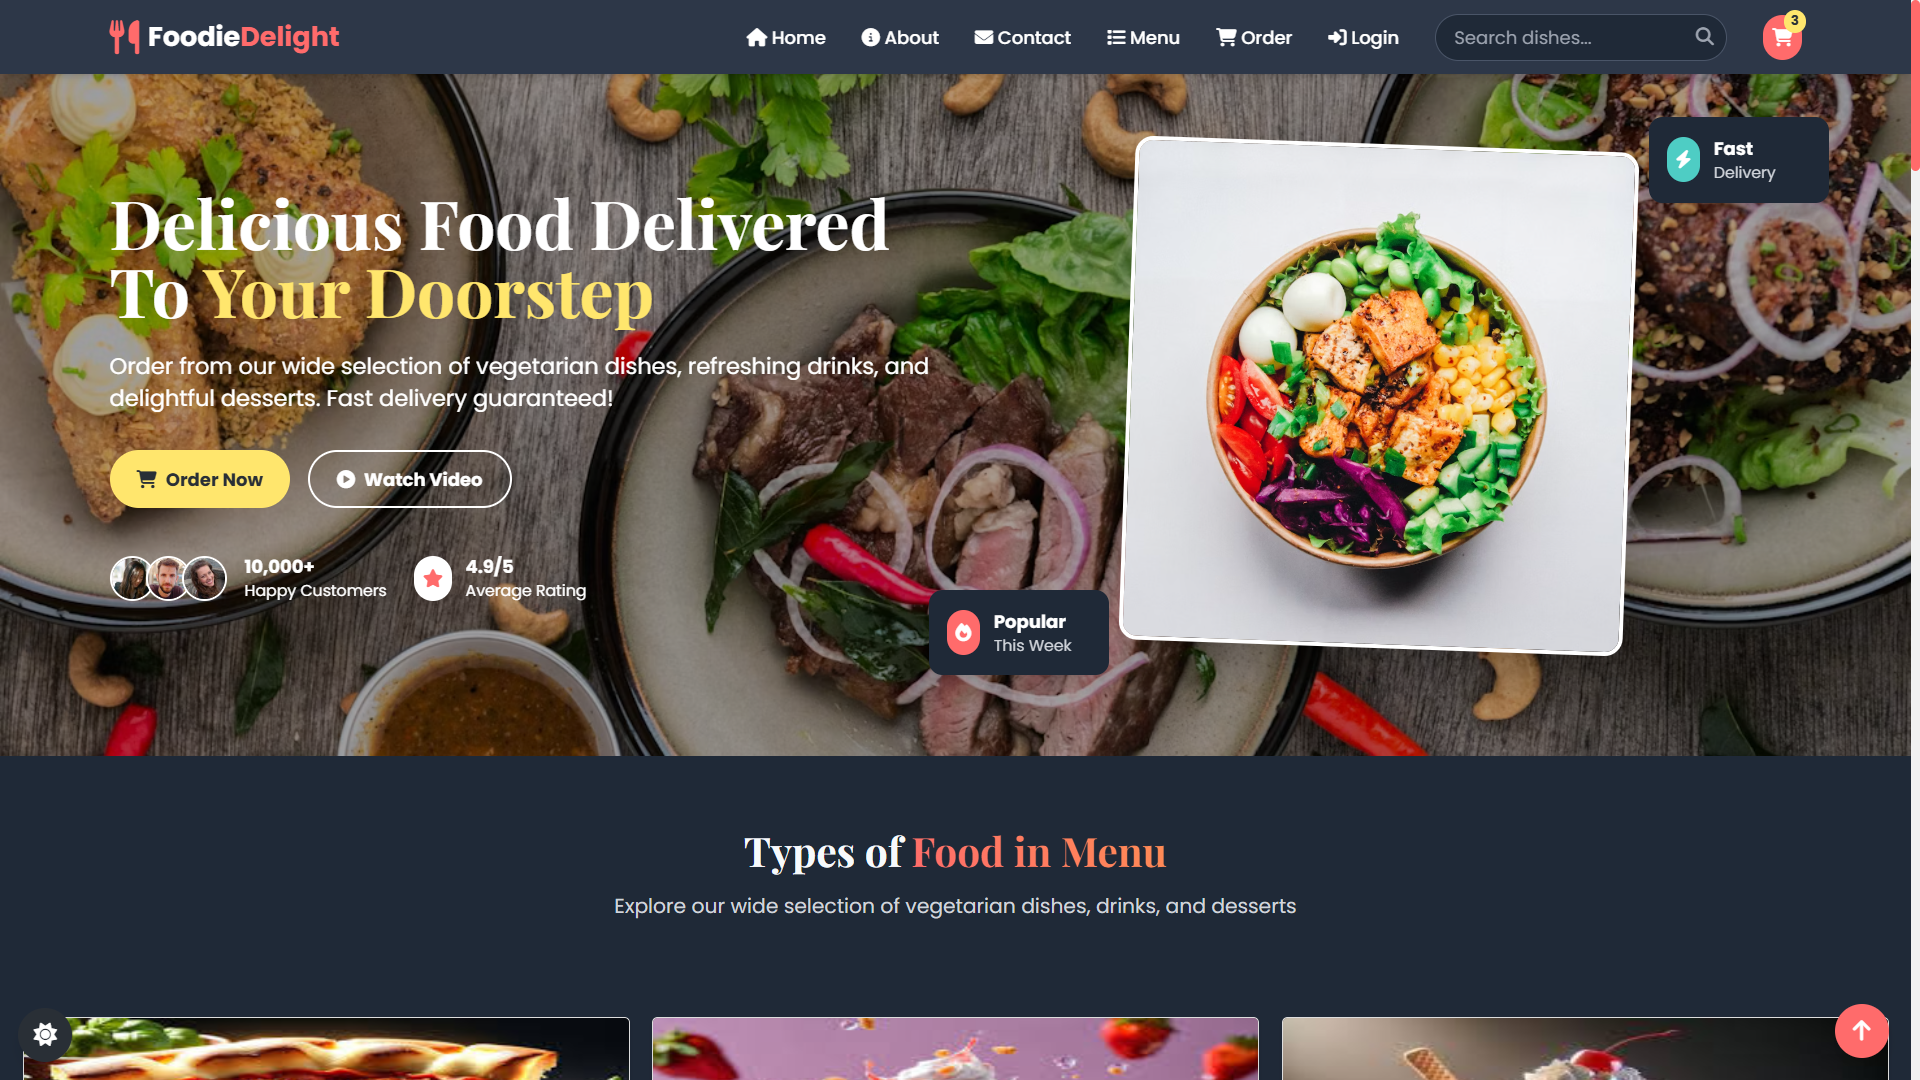 FoodieDelight
Home
About
Contact
Menu
Order
Login
Search dishes...
3
Fast
Delivery
Delicious Food Delivered
To Your Doorstep
Order from our wide selection of vegetarian dishes, refreshing drinks, and
delightful desserts. Fast delivery guaranteed!
Order Now
Watch Video
10,000+
Happy Customers
4.9/5
Average Rating
Popular
This Week
Types of Food in Menu
Explore our wide selection of vegetarian dishes, drinks, and desserts